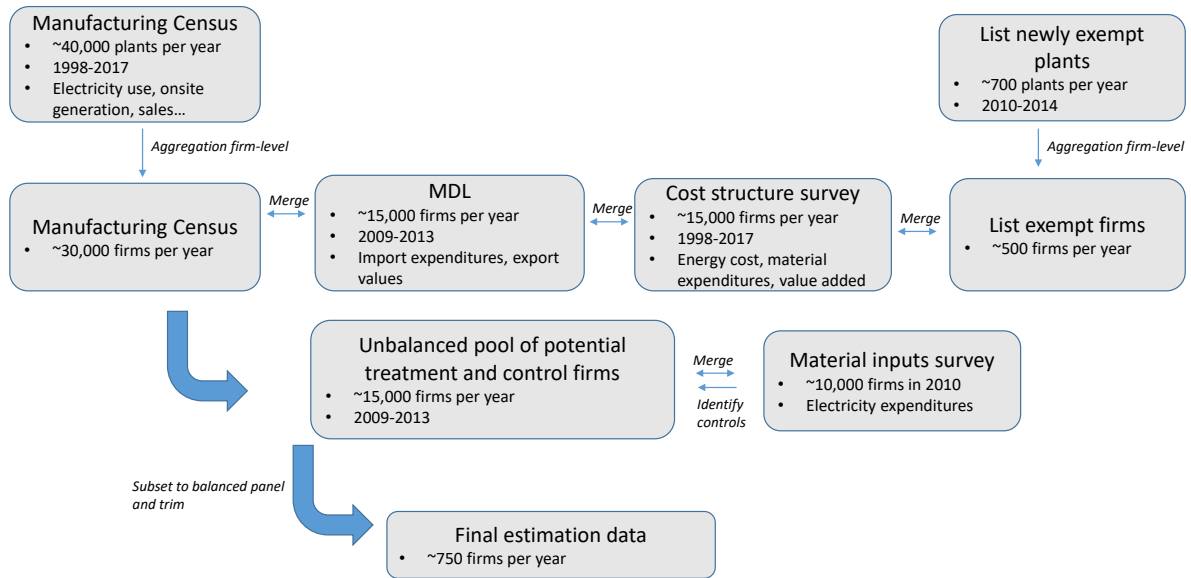 Manufacturing Census
• ~40,000 plants per year
• 1998-2017
• Electricity use, onsite
generation, sales…
List newly exempt
plants
• ~700 plants per year
• 2010-2014
Aggregation firm-level
Aggregation firm-level
Manufacturing Census
• ~30,000 firms per year
Merge
MDL
• ~15,000 firms per year
• 2009-2013
• Import expenditures, export
values
Merge
Cost structure survey
• ~15,000 firms per year
• 1998-2017
• Energy cost, material
expenditures, value added
Merge
List exempt firms
• ~500 firms per year
Unbalanced pool of potential
treatment and control firms
• ~15,000 firms per year
• 2009-2013
Merge
Identify
controls
Material inputs survey
• ~10,000 firms in 2010
• Electricity expenditures
Subset to balanced panel
and trim
Final estimation data
• ~750 firms per year